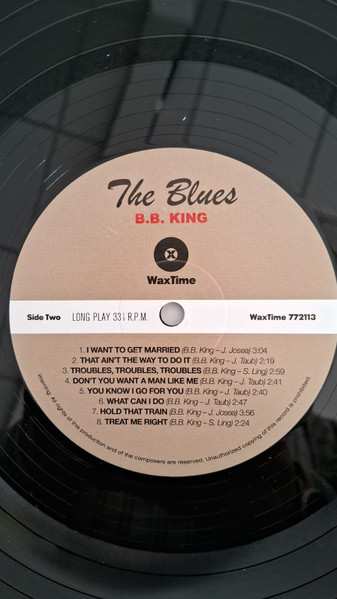 The Blues
B.B. KING
WaxTime
Side Two LONG PLAY 33⅓ R.P.M. WaxTime 772113
1. I WANT TO GET MARRIED (B.B. King – J. Josea) 3:04
2. THAT AIN'T THE WAY TO DO IT (B.B. King – J. Taub) 2:19
3. TROUBLES, TROUBLES, TROUBLES (B.B. King – S. Ling) 2:59
4. DON'T YOU WANT A MAN LIKE ME (B.B. King – J. Taub) 2:41
5. YOU KNOW I GO FOR YOU (B.B. King – J. Taub) 2:40
6. WHAT CAN I DO (B.B. King – J. Taub) 2:47
7. HOLD THAT TRAIN (B.B. King – J. Josea) 3:56
8. TREAT ME RIGHT (B.B. King – S. Ling) 2:24
Warning. All rights of this production and of the composers are reserved. Unauthorized copying of this record is prohibited.